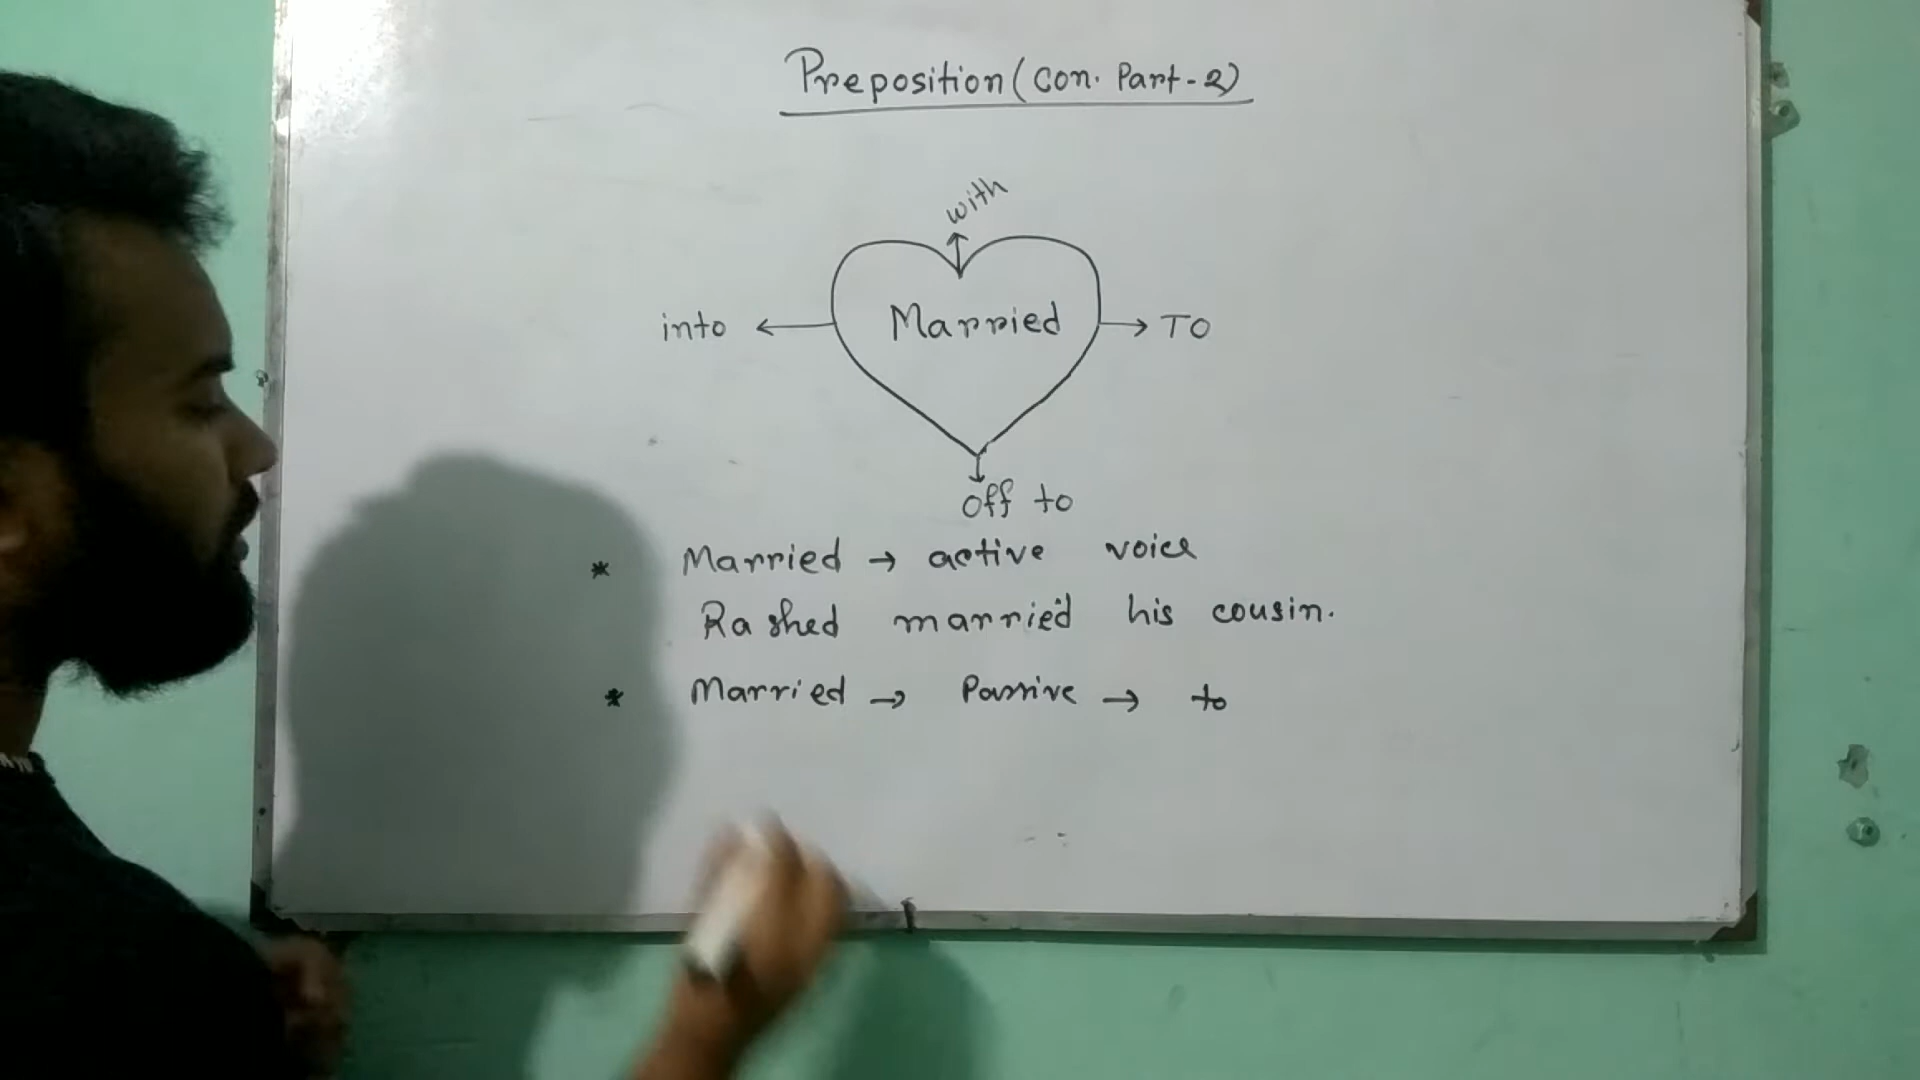 Preposition (con. Part-2)
with
into ← Married → TO
off to
* Married → active voice
Rashed married his cousin.
* Married → Passive → to